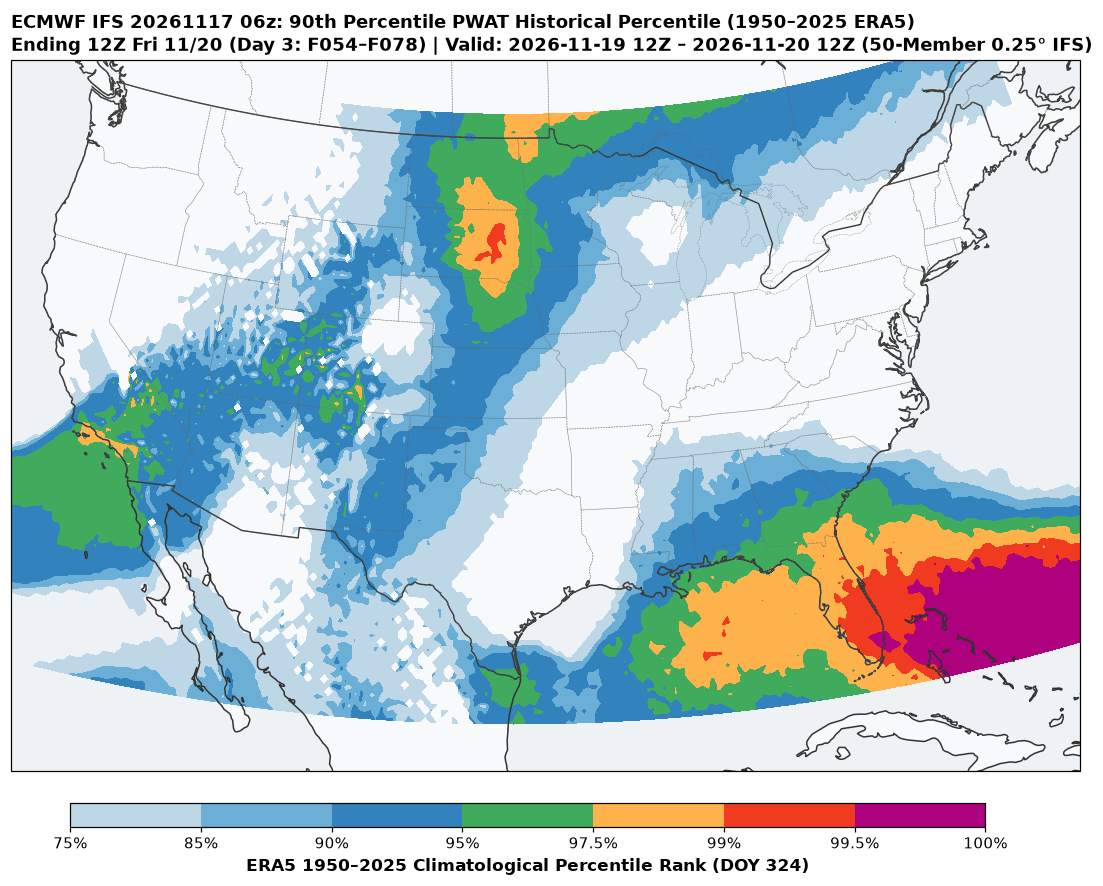 ECMWF IFS 20261117 06z: 90th Percentile PWAT Historical Percentile (1950–2025 ERA5)
Ending 12Z Fri 11/20 (Day 3: F054–F078) | Valid: 2026-11-19 12Z – 2026-11-20 12Z (50-Member 0.25° IFS)
75% 85% 90% 95% 97.5% 99% 99.5% 100%
ERA5 1950–2025 Climatological Percentile Rank (DOY 324)